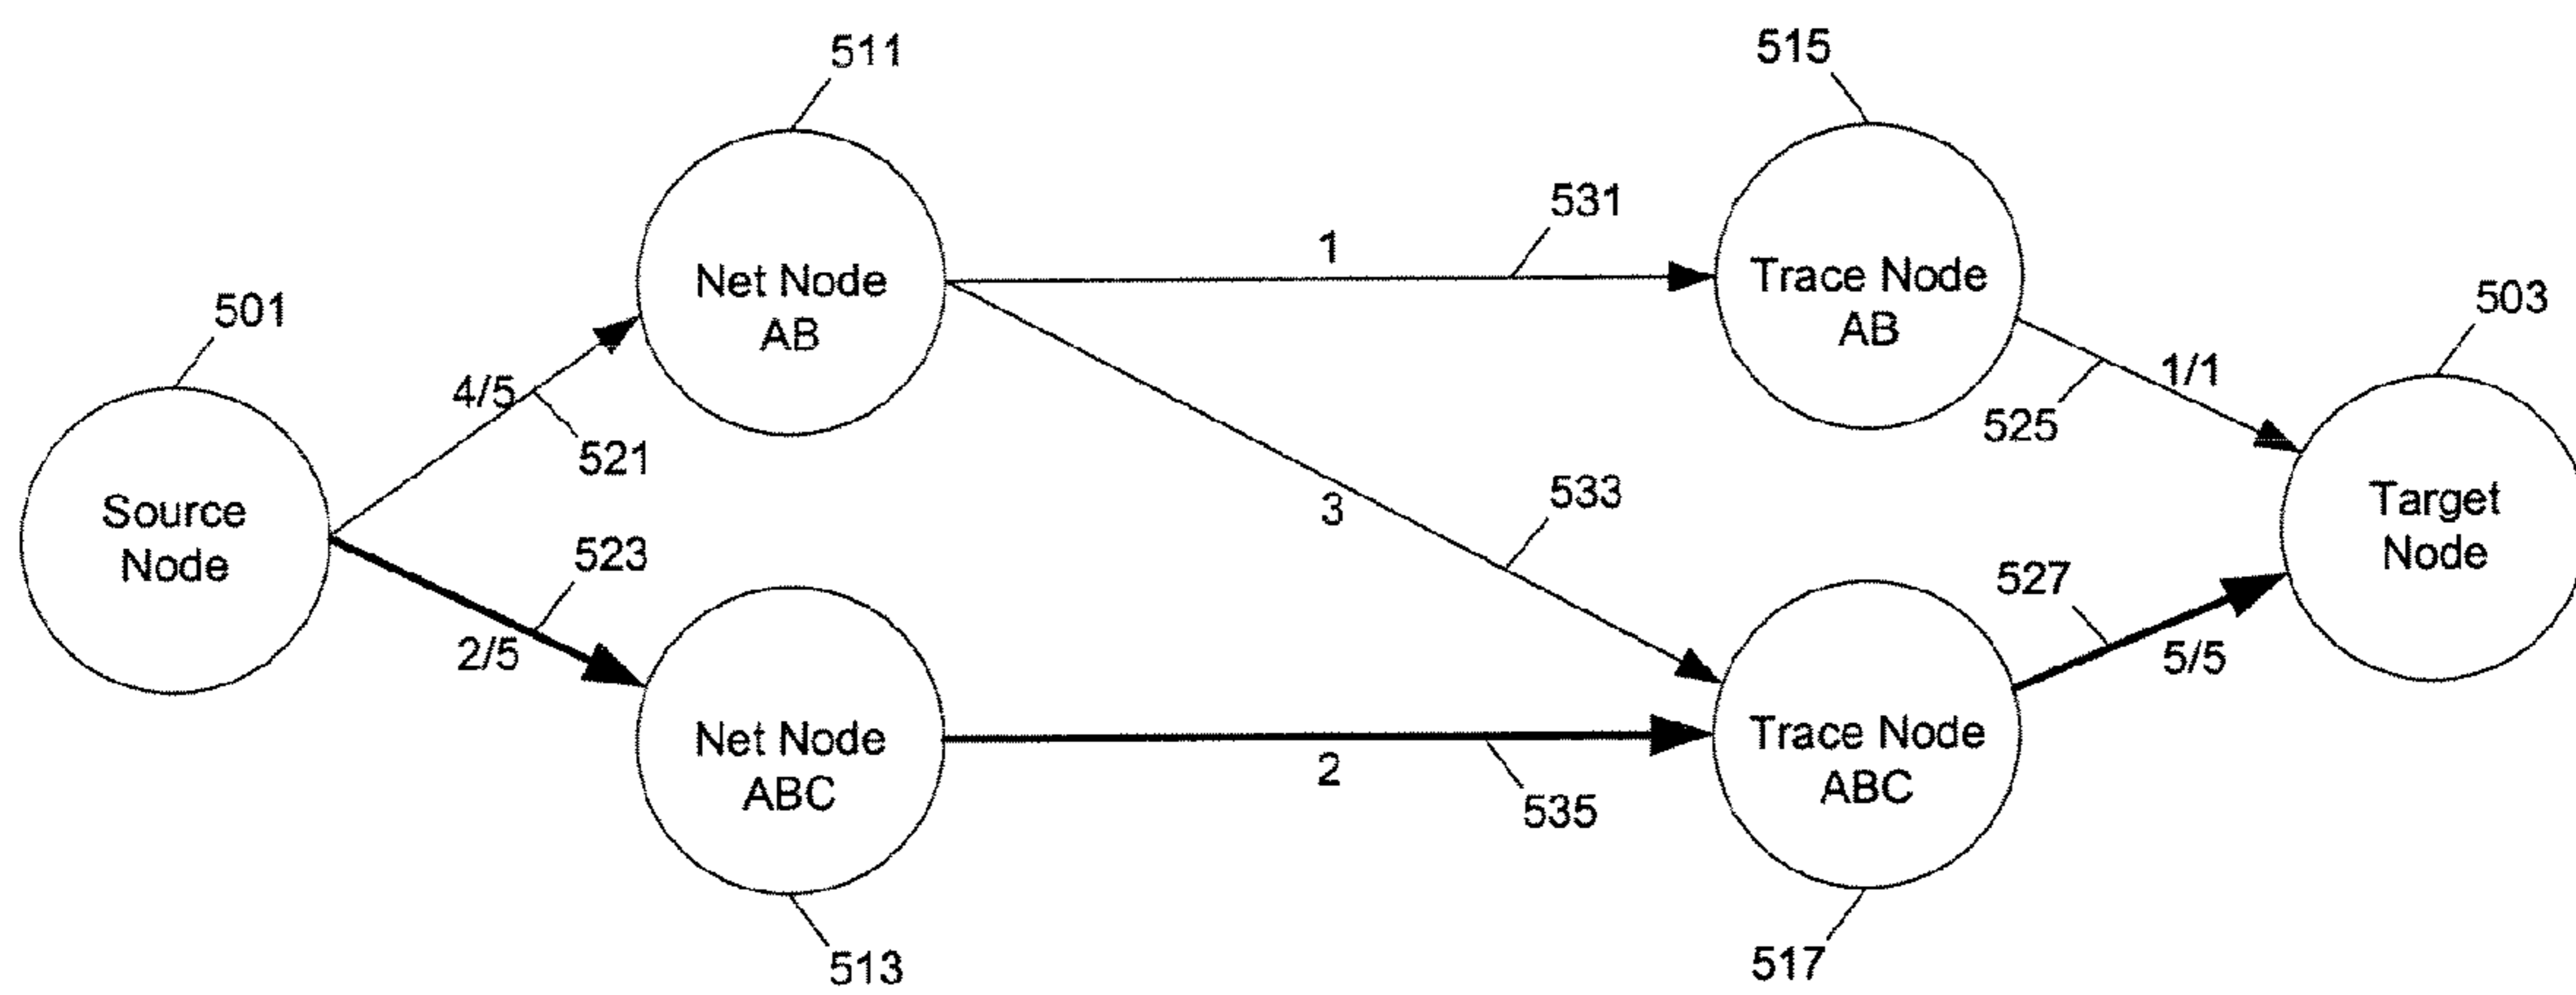 511
515
501
Net Node
AB
1
531
Trace Node
AB
503
4/5
521
1/1
525
Source
Node
523
2/5
3
533
Target
Node
527
5/5
Net Node
ABC
2
535
Trace Node
ABC
513
517